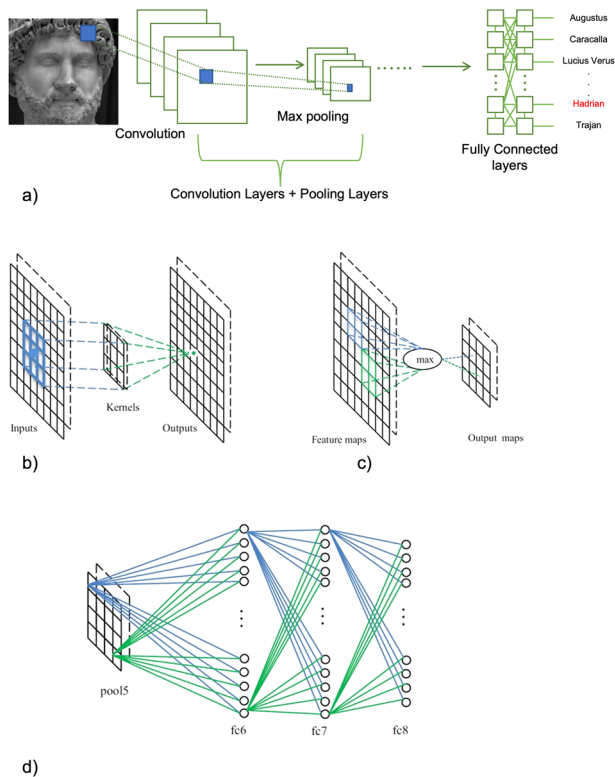 Augustus
Caracalla
Lucius Verus
Hadrian
Trajan
Convolution
Max pooling
Fully Connected
layers
Convolution Layers + Pooling Layers
a)
Inputs
Kernels
Outputs
b)
max
Feature maps
Output maps
c)
pool5
fc6
fc7
fc8
d)